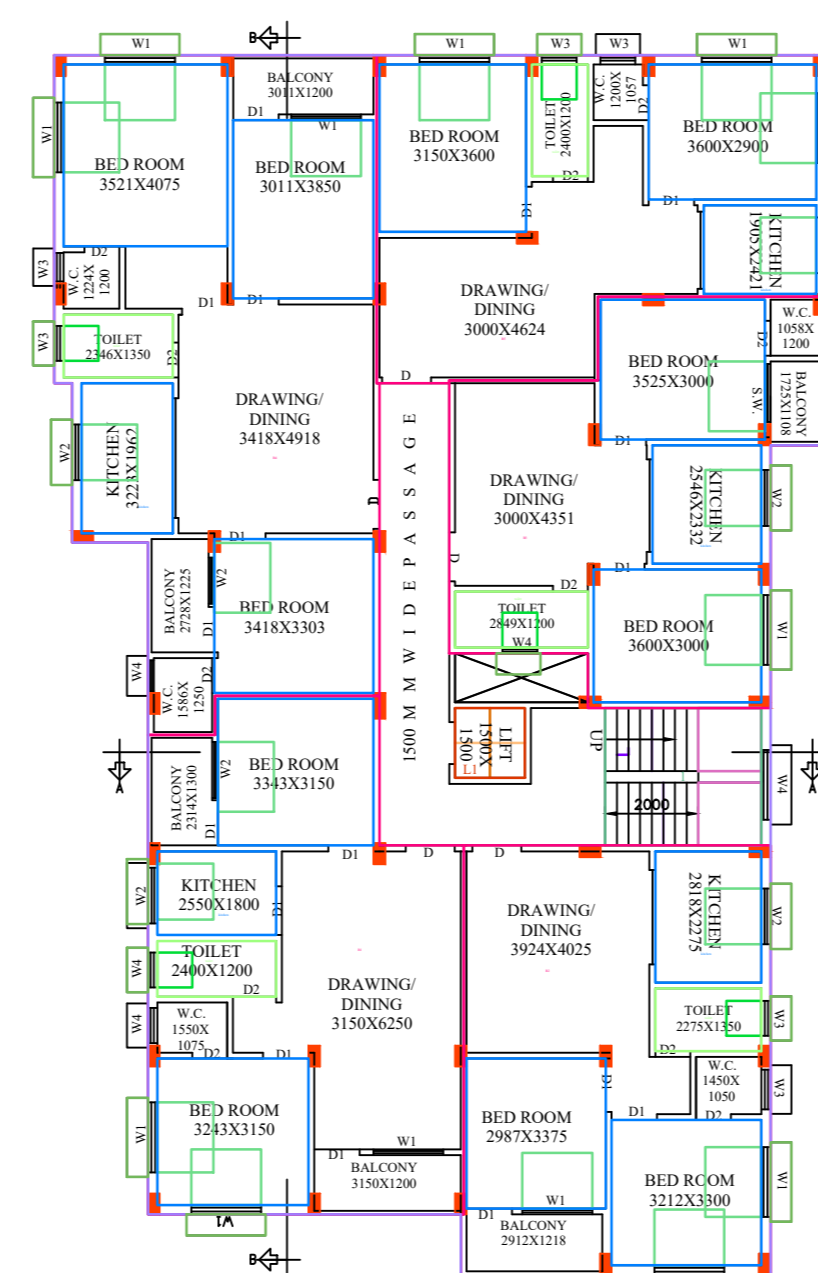 B
W1
W1
W3
W3
W1
BALCONY
3011X1200
D1
W1
W1
BED ROOM
3521X4075
BED ROOM
3011X3850
BED ROOM
3150X3600
TOILET
2400X1200
D2
W.C.
1200X
1057
D2
BED ROOM
3600X2900
D1
D1
KITCHEN
1905X2421
W3
D2
W.C.
1224X
1200
D1
D1
DRAWING/
DINING
3000X4624
D
W3
TOILET
2346X1350
D2
BED ROOM
3525X3000
D1
D2
W.C.
1058X
1200
S.W.
BALCONY
1725X1108
W2
KITCHEN
3223X1962
DRAWING/
DINING
3418X4918
D
D1
1500 MM WIDE PASSAGE
DRAWING/
DINING
3000X4351
D
KITCHEN
2546X2332
W2
D1
D2
BALCONY
2728X1225
W2
D1
BED ROOM
3418X3303
TOILET
2849X1200
W4
BED ROOM
3600X3000
W1
W4
W.C.
1586X
1250
D2
A
BALCONY
2314X1300
W2
D1
BED ROOM
3343X3150
LIFT
1500X
1500
L1
UP
2000
W4
A
D1
D
D
W2
KITCHEN
2550X1800
D1
DRAWING/
DINING
3924X4025
KITCHEN
2818X2275
W2
W4
TOILET
2400X1200
D2
DRAWING/
DINING
3150X6250
TOILET
2275X1350
W3
D2
W4
W.C.
1550X
1075
D2
D1
W.C.
1450X
1050
W3
D2
D1
D1
W1
BED ROOM
3243X3150
W1
BED ROOM
2987X3375
W1
D1
W1
D1
BALCONY
3150X1200
BALCONY
2912X1218
BED ROOM
3212X3300
W1
B